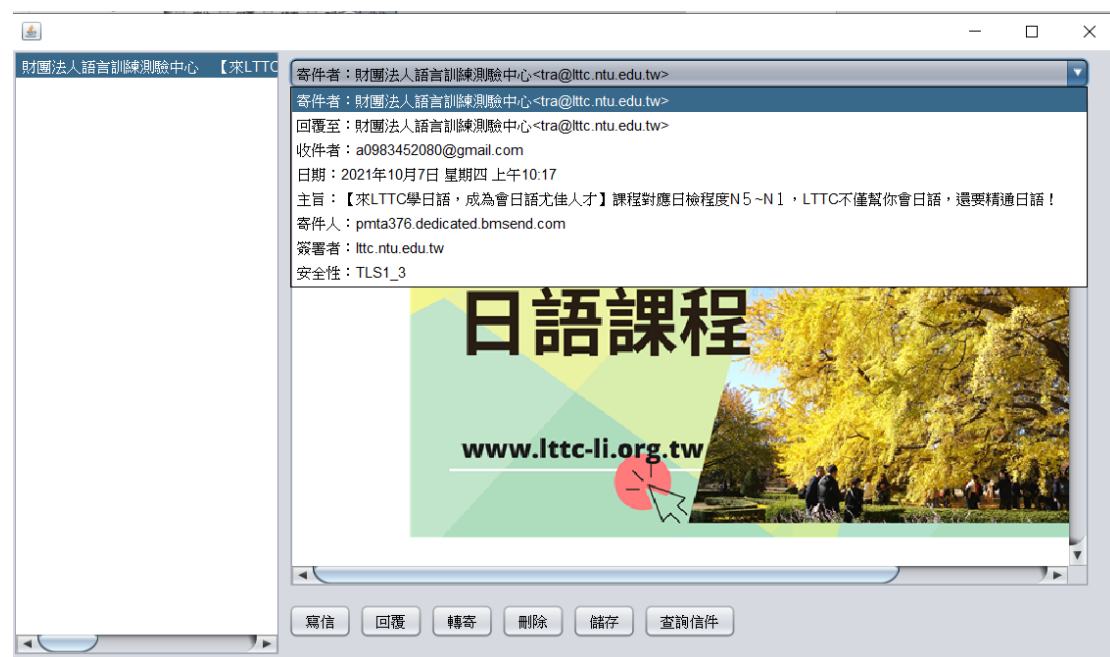 財團法人語言訓練測驗中心 【來LTTC
寄件者：財團法人語言訓練測驗中心<tra@lttc.ntu.edu.tw>
寄件者：財團法人語言訓練測驗中心<tra@lttc.ntu.edu.tw>
回覆至：財團法人語言訓練測驗中心<tra@lttc.ntu.edu.tw>
收件者：a0983452080@gmail.com
日期：2021年10月7日 星期四 上午10:17
主旨：【來LTTC學日語，成為會日語尤佳人才】課程對應日檢程度N５~N１，LTTC不僅幫你會日語，還要精通日語！
寄件人：pmta376.dedicated.bmsend.com
簽署者：lttc.ntu.edu.tw
安全性：TLS1_3
日語課程
www.lttc-li.org.tw
寫信 回覆 轉寄 刪除 儲存 查詢信件